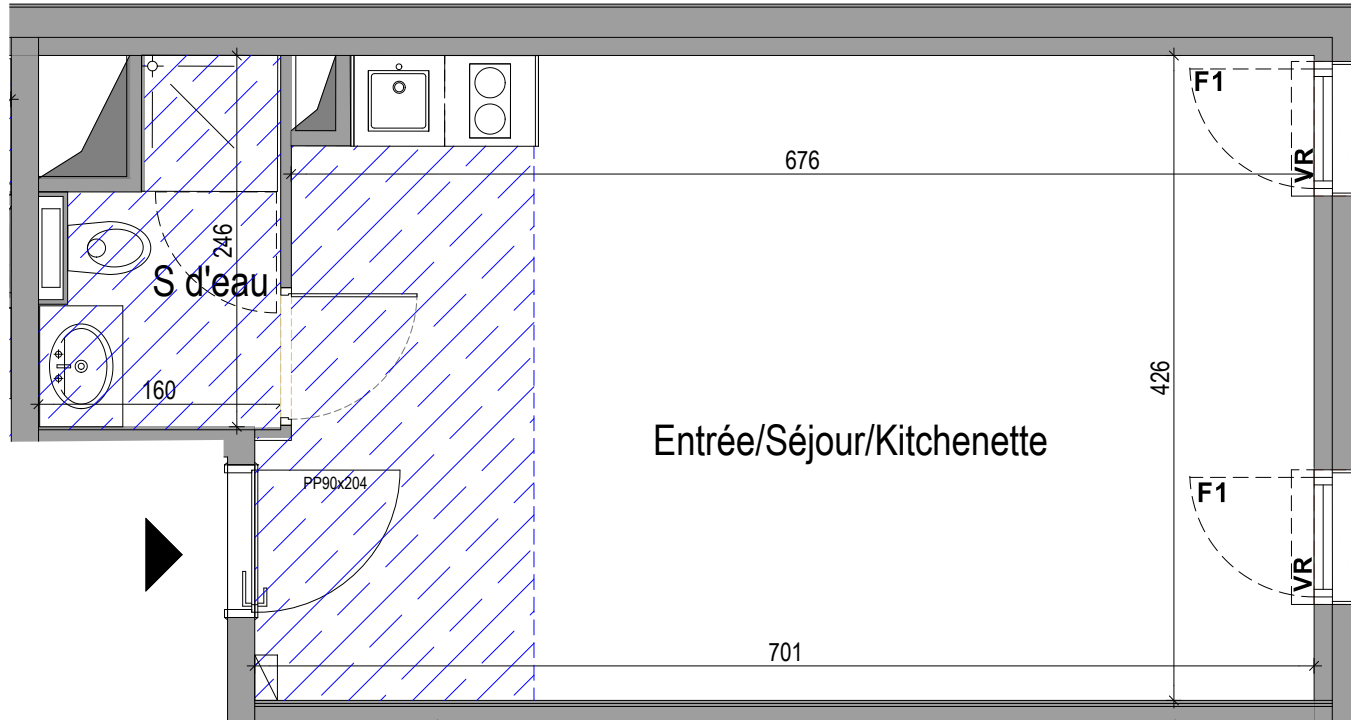 F1
VR
676
246
S d'eau
160
426
Entrée/Séjour/Kitchenette
PP90x204
F1
VR
701